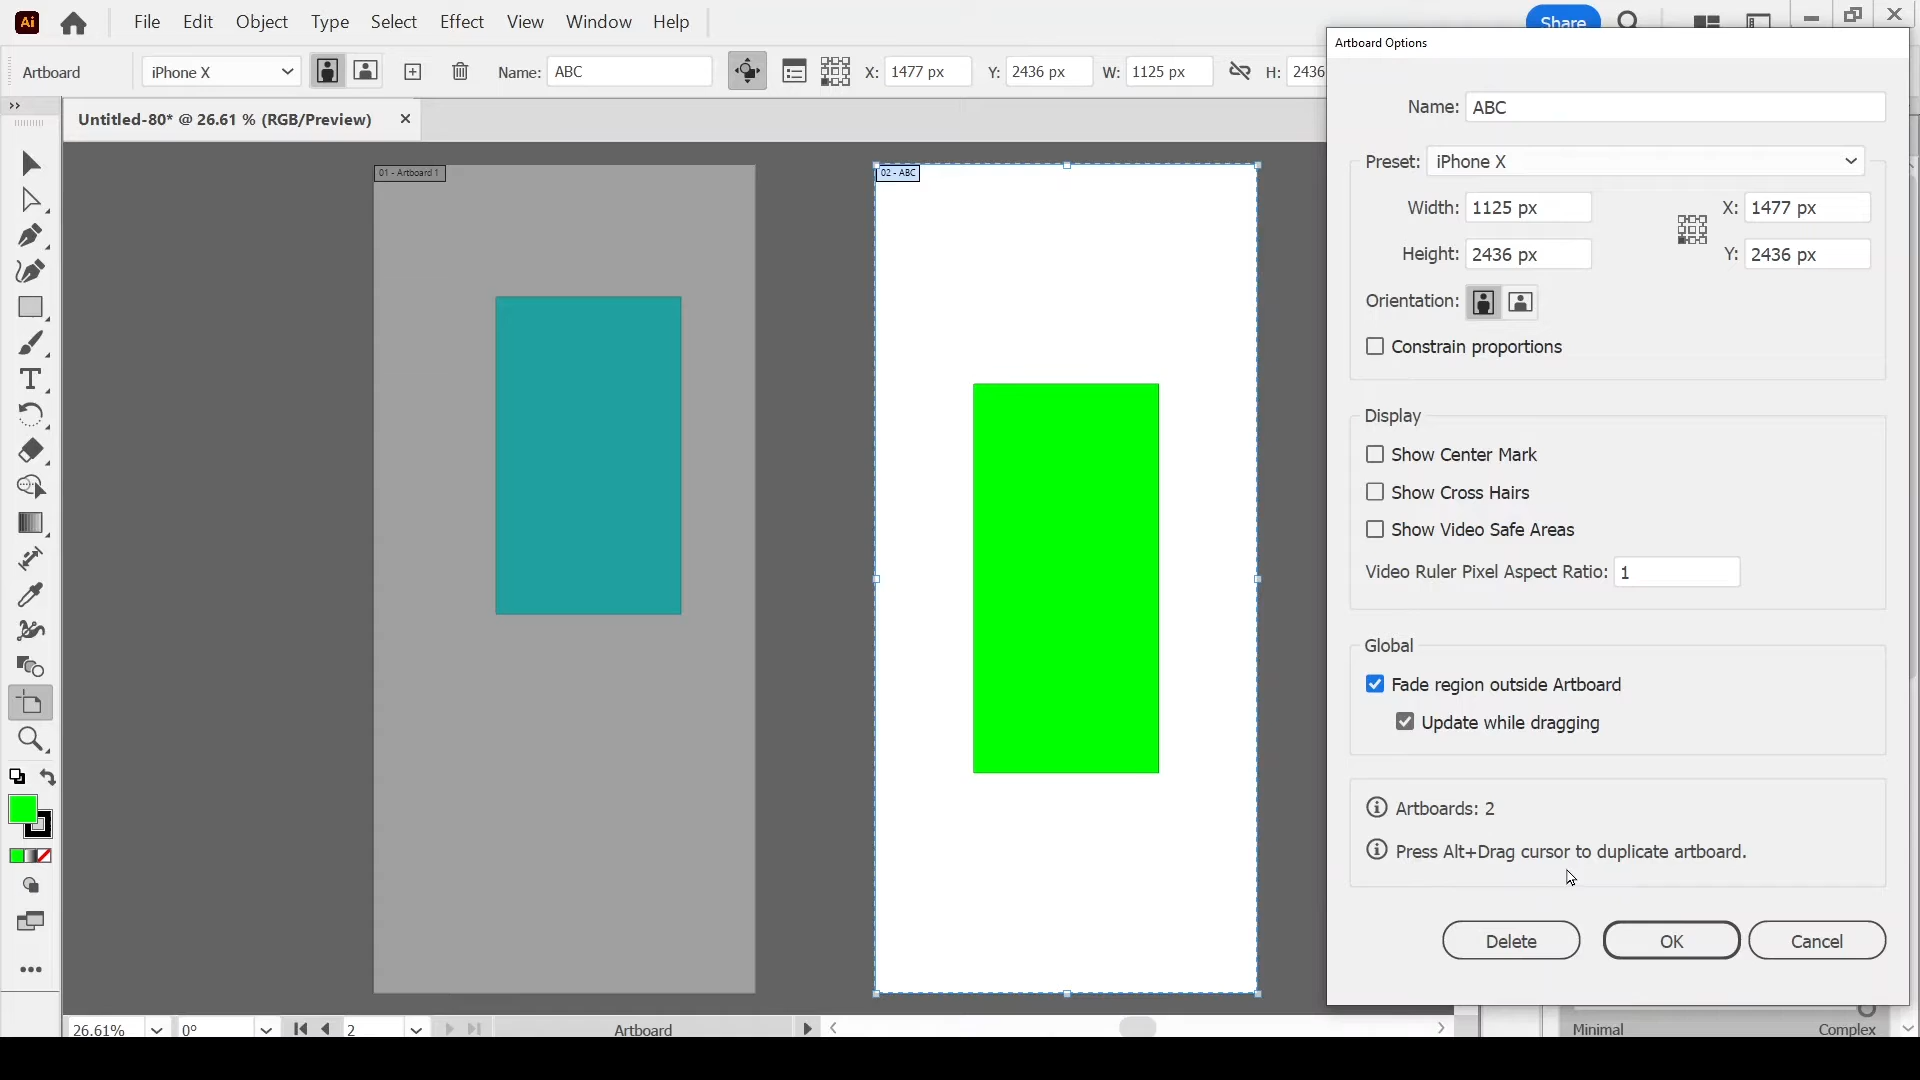 Ai File Edit Object Type Select Effect View Window Help Share
Artboard iPhone X Name: ABC X: 1477 px Y: 2436 px W: 1125 px H: 2436
Untitled-80* @ 26.61 % (RGB/Preview)
01 - Artboard 1
02 - ABC
Artboard Options
Name: ABC
Preset: iPhone X
Width: 1125 px X: 1477 px
Height: 2436 px Y: 2436 px
Orientation:
Constrain proportions
Display
Show Center Mark
Show Cross Hairs
Show Video Safe Areas
Video Ruler Pixel Aspect Ratio: 1
Global
Fade region outside Artboard
Update while dragging
Artboards: 2
Press Alt+Drag cursor to duplicate artboard.
Delete OK Cancel
26.61% 0° 2 Artboard
Minimal Complex